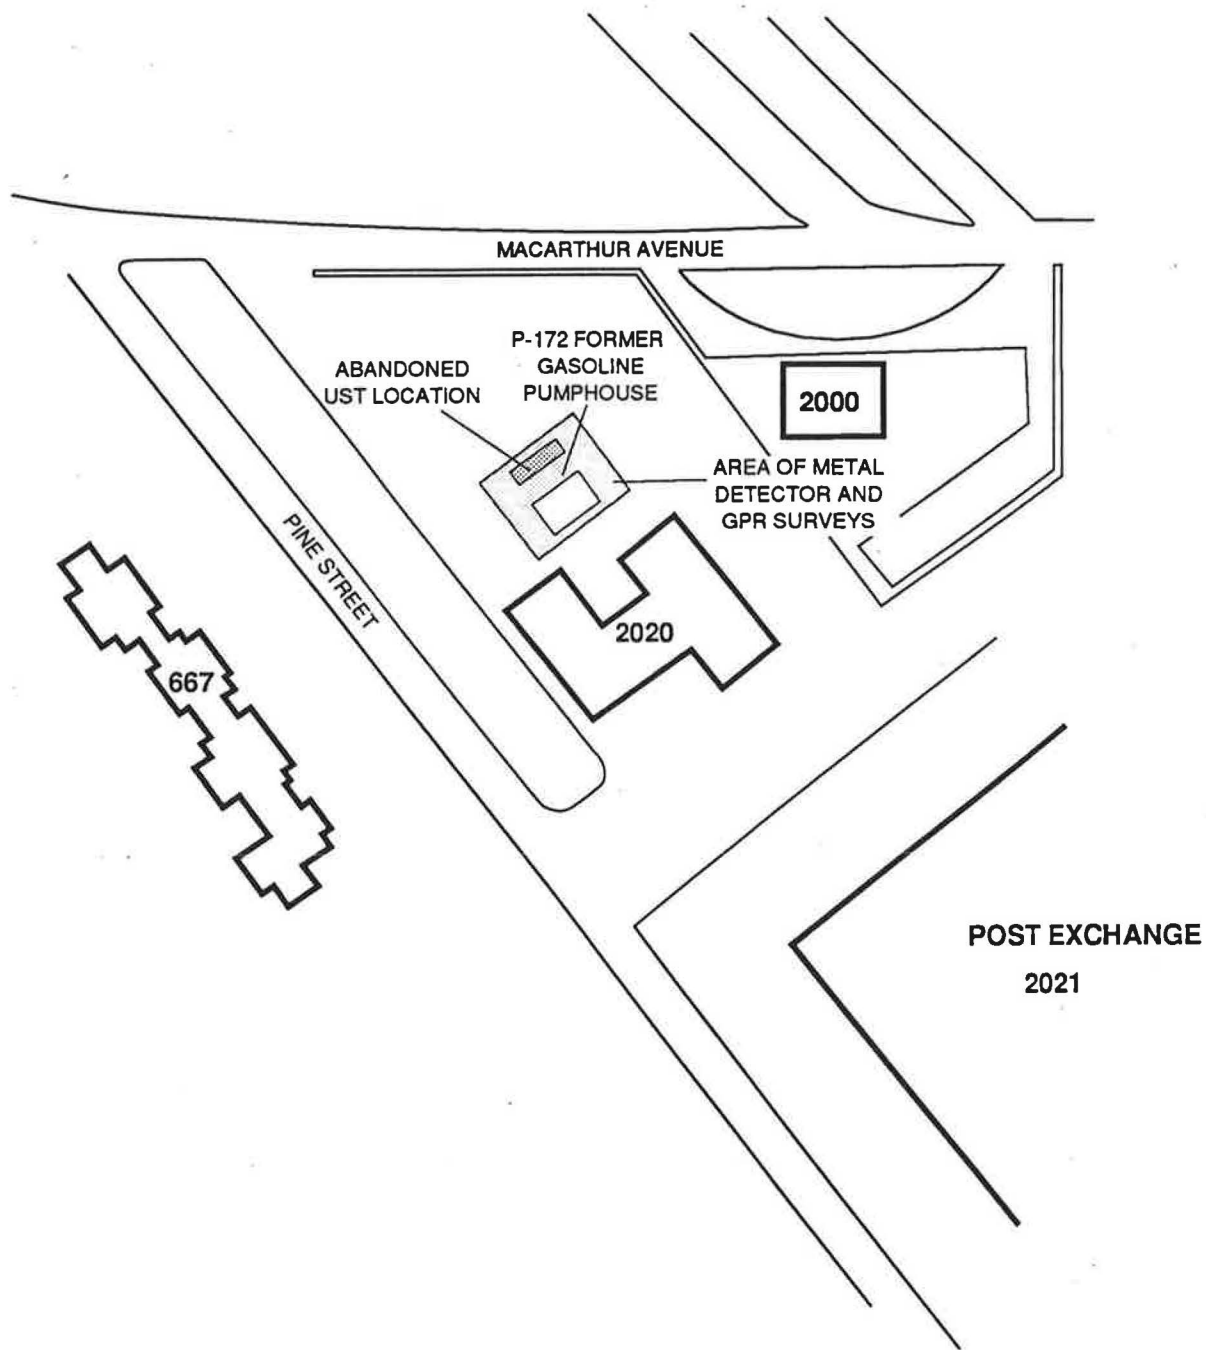 MACARTHUR AVENUE
P-172 FORMER
GASOLINE
PUMPHOUSE
ABANDONED
UST LOCATION
2000
AREA OF METAL
DETECTOR AND
GPR SURVEYS
PINE STREET
2020
667
POST EXCHANGE
2021